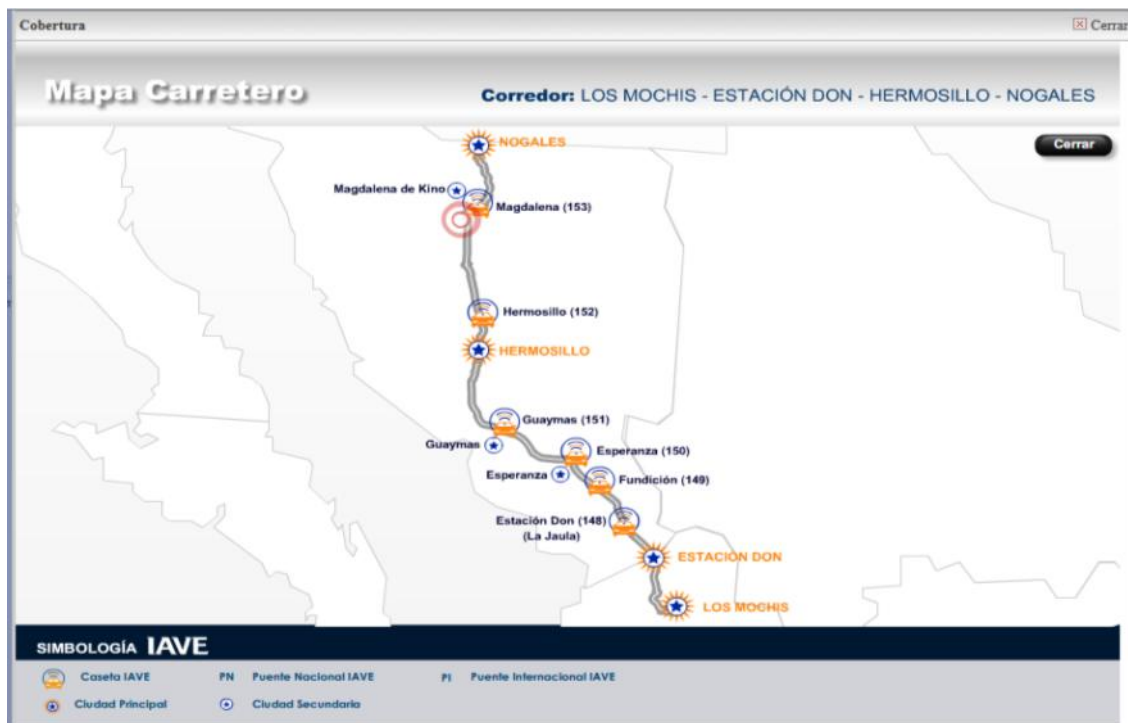 Cobertura
Cerrar
Mapa Carretero
Corredor: LOS MOCHIS - ESTACIÓN DON - HERMOSILLO - NOGALES
Cerrar
NOGALES
Magdalena de Kino
Magdalena (153)
Hermosillo (152)
HERMOSILLO
Guaymas (151)
Guaymas
Esperanza (150)
Esperanza
Fundición (149)
Estación Don (148)
(La Jaula)
ESTACIÓN DON
LOS MOCHIS
SIMBOLOGÍA IAVE
Caseta IAVE
PN Puente Nacional IAVE
PI Puente Internacional IAVE
Ciudad Principal
Ciudad Secundaria